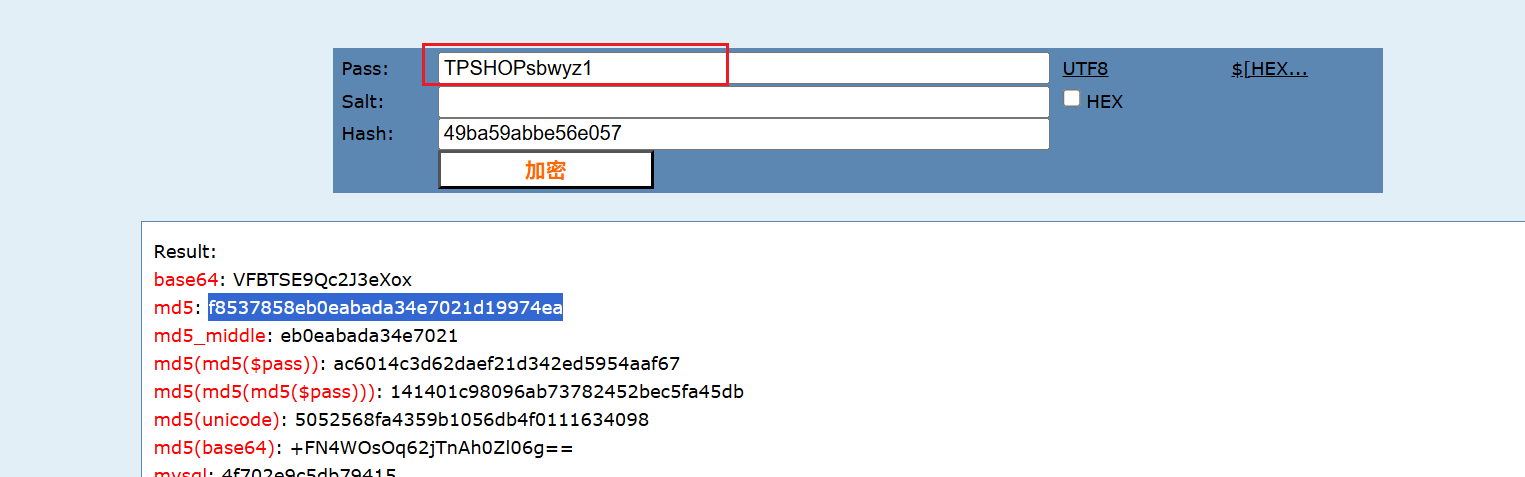 Pass: TPSHOPsbwyz1 UTF8 $[HEX...
Salt: HEX
Hash: 49ba59abbe56e057
加密
Result:
base64: VFBTSE9Qc2J3eXox
md5: f8537858eb0eabada34e7021d19974ea
md5_middle: eb0eabada34e7021
md5(md5($pass)): ac6014c3d62daef21d342ed5954aaf67
md5(md5(md5($pass))): 141401c98096ab73782452bec5fa45db
md5(unicode): 5052568fa4359b1056db4f0111634098
md5(base64): +FN4WOsOq62jTnAh0Zl06g==
mysql: 4f702e9c5db79415